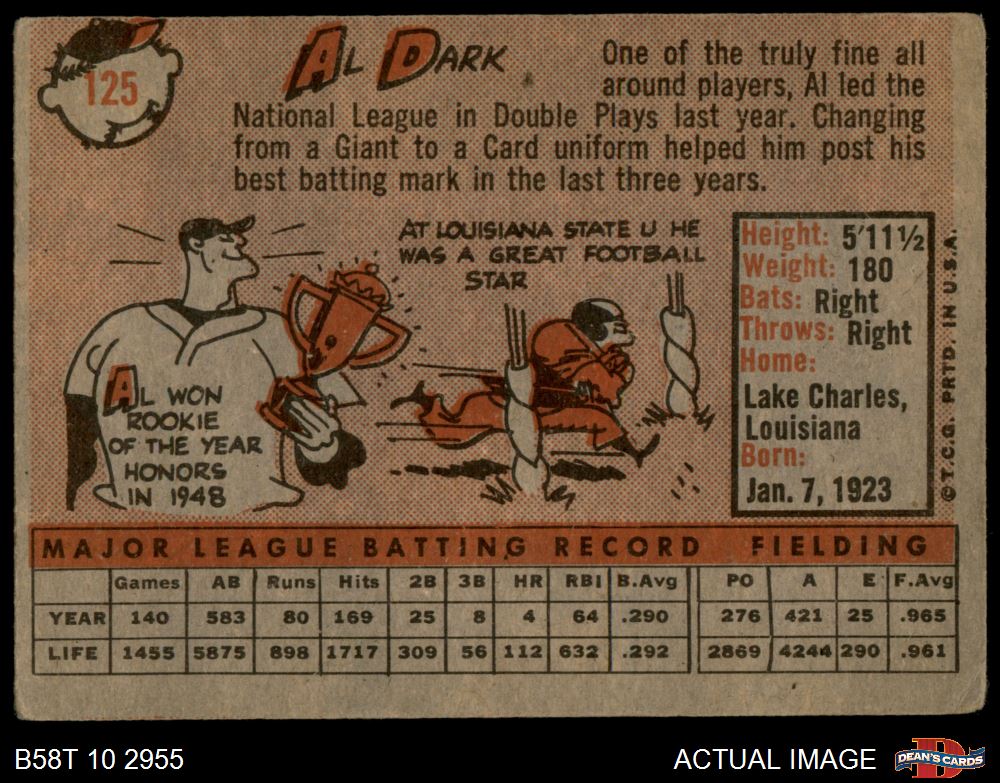 125
AL DARK
One of the truly fine all
around players, Al led the
National League in Double Plays last year. Changing
from a Giant to a Card uniform helped him post his
best batting mark in the last three years.
AL WON
ROOKIE
OF THE YEAR
HONORS
IN 1948
AT LOUISIANA STATE U HE
WAS A GREAT FOOTBALL
STAR
Height: 5'11½
Weight: 180
Bats: Right
Throws: Right
Home:
Lake Charles,
Louisiana
Born:
Jan. 7, 1923
© T.C.G. PRTD. IN U.S.A.
MAJOR LEAGUE BATTING RECORD FIELDING
Games AB Runs Hits 2B 3B HR RBI B.Avg PO A E F.Avg
YEAR 140 583 80 169 25 8 4 64 .290 276 421 25 .965
LIFE 1455 5875 898 1717 309 56 112 632 .292 2869 4244 290 .961
B58T 10 2955 ACTUAL IMAGE D DEAN'S CARDS